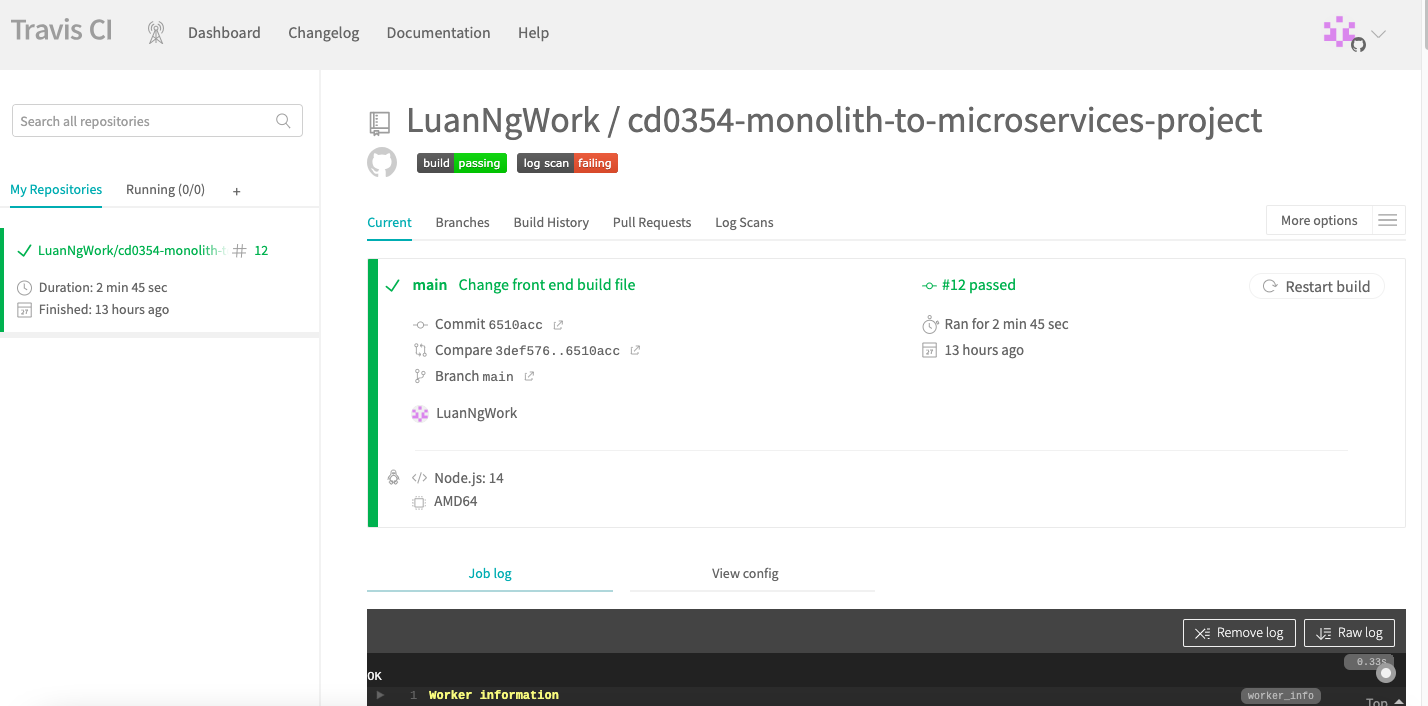 Travis CI
Dashboard Changelog Documentation Help
Search all repositories
My Repositories Running (0/0) +
LuanNgWork/cd0354-monolith-t # 12
Duration: 2 min 45 sec
Finished: 13 hours ago
LuanNgWork / cd0354-monolith-to-microservices-project
build passing log scan failing
Current Branches Build History Pull Requests Log Scans
More options
main Change front end build file
#12 passed
Restart build
Commit 6510acc
Ran for 2 min 45 sec
Compare 3def576..6510acc
13 hours ago
Branch main
LuanNgWork
Node.js: 14
AMD64
Job log View config
Remove log Raw log
0.33s
OK
1 Worker information worker_info
Top